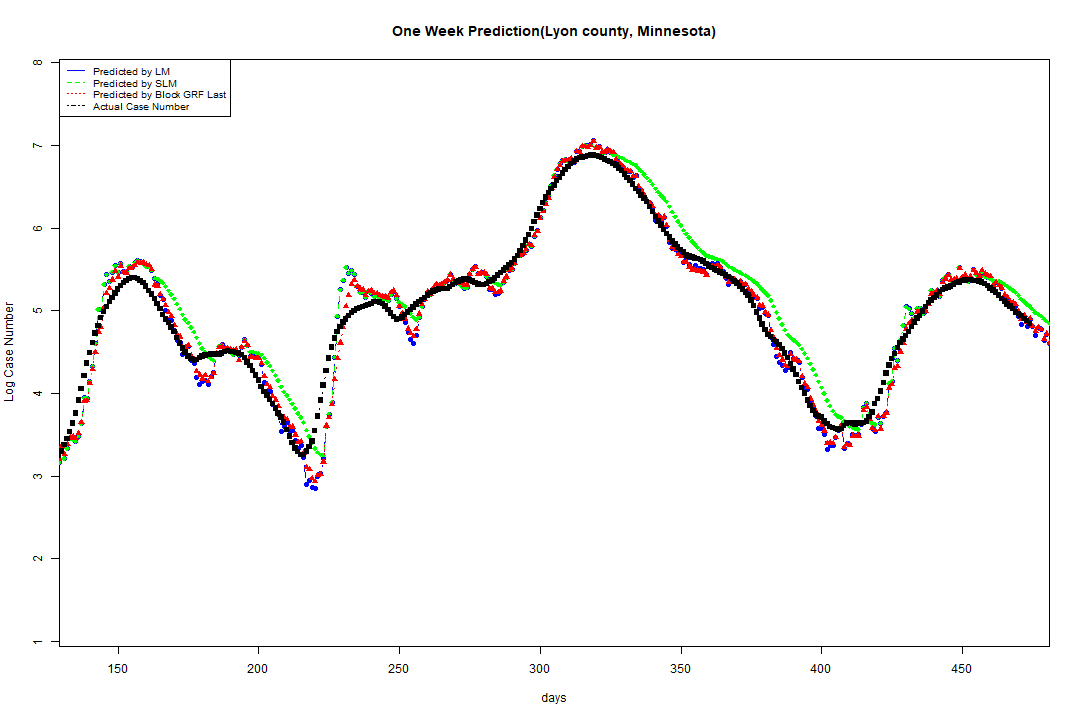 One Week Prediction(Lyon county, Minnesota)
Predicted by LM
Predicted by SLM
Predicted by Block GRF Last
Actual Case Number
8
7
6
5
4
3
2
1
Log Case Number
150 200 250 300 350 400 450
days